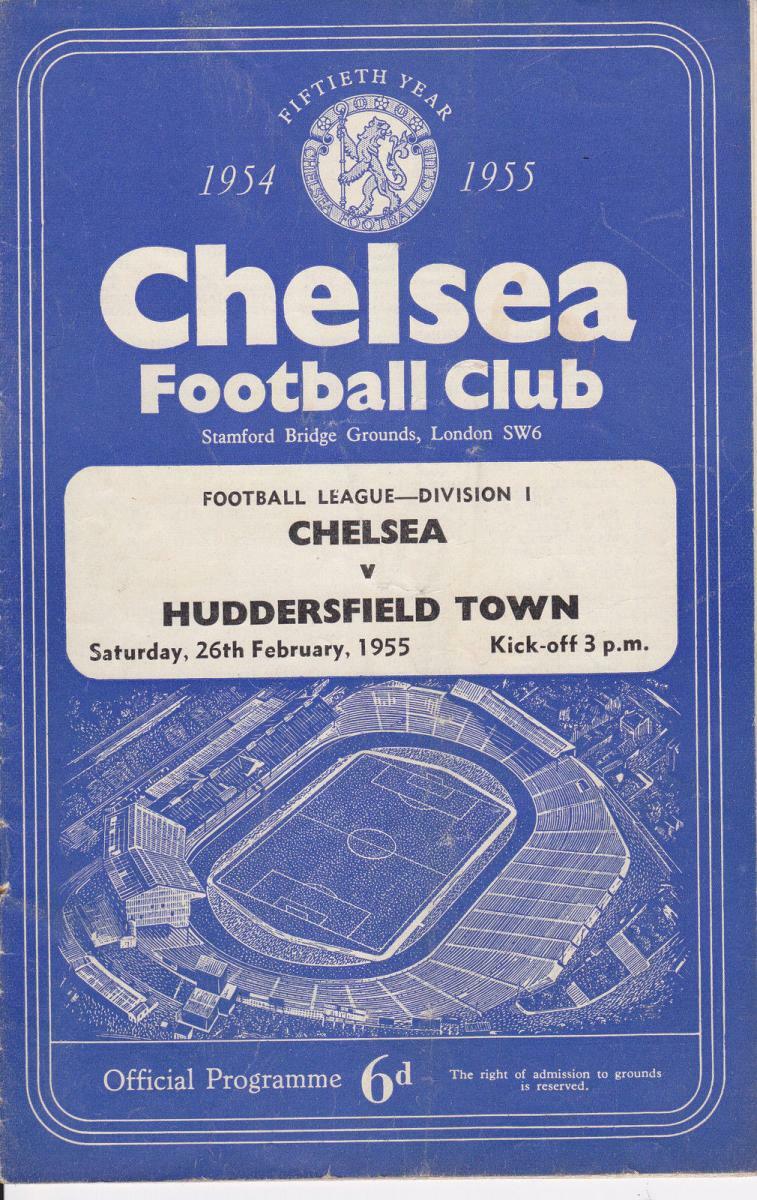 FIFTIETH YEAR
1954 1955
CHELSEA FOOTBALL CLUB
Chelsea
Football Club
Stamford Bridge Grounds, London SW6
FOOTBALL LEAGUE—DIVISION I
CHELSEA
v
HUDDERSFIELD TOWN
Saturday, 26th February, 1955 Kick-off 3 p.m.
Official Programme 6d
The right of admission to grounds
is reserved.